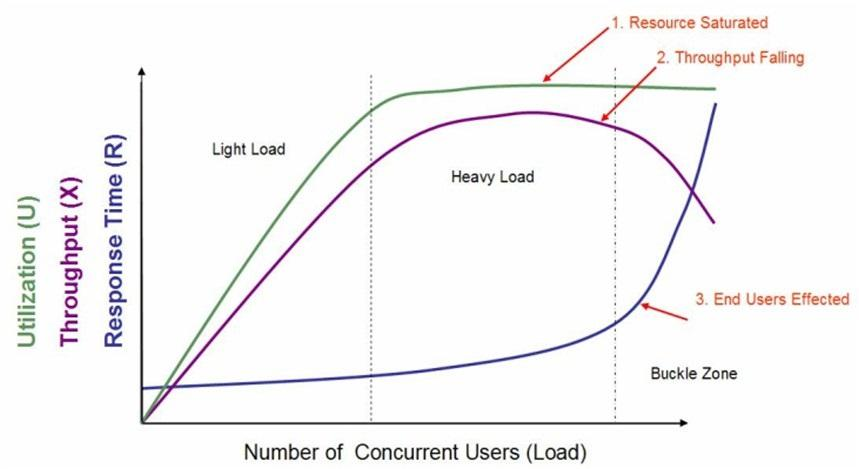 1. Resource Saturated
2. Throughput Falling
Light Load
Heavy Load
Utilization (U)
Throughput (X)
Response Time (R)
3. End Users Effected
Buckle Zone
Number of Concurrent Users (Load)